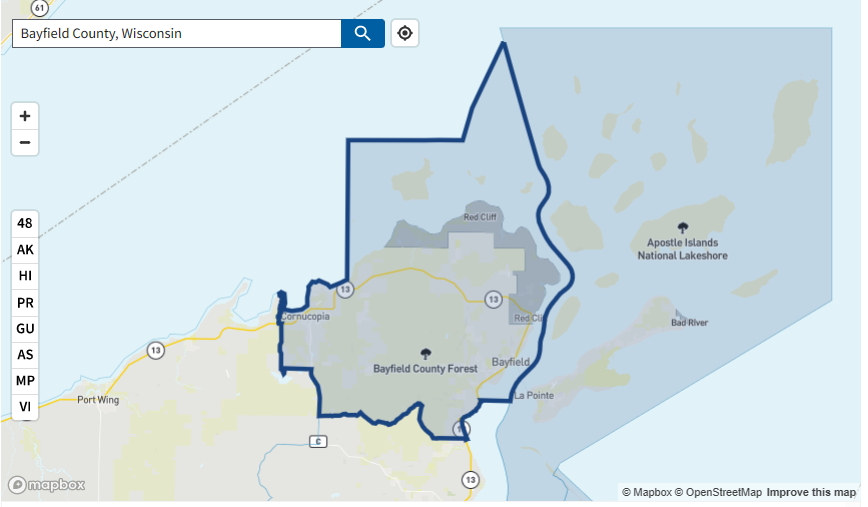 61
Bayfield County, Wisconsin
+
−
48
AK
HI
PR
GU
AS
MP
VI
Red Cliff
Apostle Islands
National Lakeshore
13
13
Cornucopia
Red Cli
Bad River
13
Bayfield
Bayfield County Forest
Port Wing
La Pointe
C
13
mapbox
© Mapbox © OpenStreetMap Improve this map